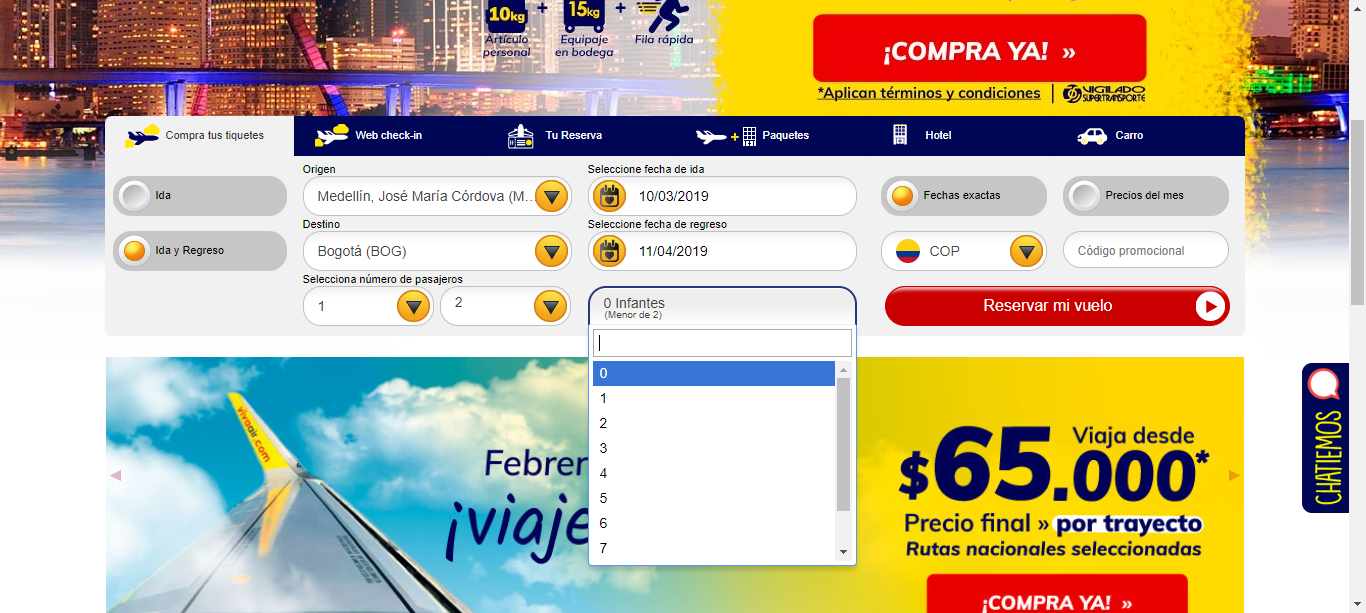 10kg + 15kg +
Artículo personal
Equipaje en bodega
Fila rápida
¡COMPRA YA! »
*Aplican términos y condiciones | VIGILADO SUPERTRANSPORTE
Compra tus tiquetes
Web check-in
Tu Reserva
+ Paquetes
Hotel
Carro
Ida
Ida y Regreso
Origen
Medellín, José María Córdova (M...
Destino
Bogotá (BOG)
Selecciona número de pasajeros
1
2
Seleccione fecha de ida
10/03/2019
Seleccione fecha de regreso
11/04/2019
0 Infantes
(Menor de 2)
0
1
2
3
4
5
6
7
Fechas exactas
Precios del mes
COP
Código promocional
Reservar mi vuelo
vivaair.com
Febrer
¡viaje
Viaja desde
$65.000*
Precio final » por trayecto
Rutas nacionales seleccionadas
¡COMPRA YA! »
CHATIEMOS